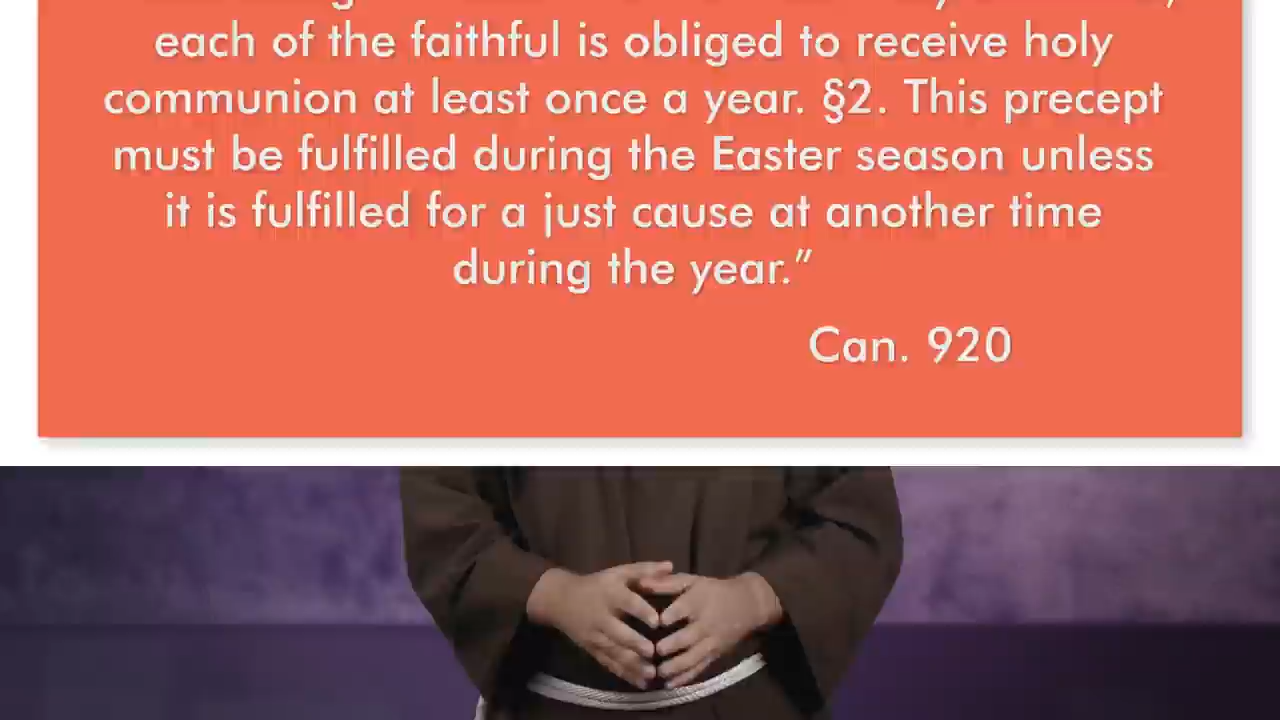 each of the faithful is obliged to receive holy
communion at least once a year. §2. This precept
must be fulfilled during the Easter season unless
it is fulfilled for a just cause at another time
during the year.”
Can. 920